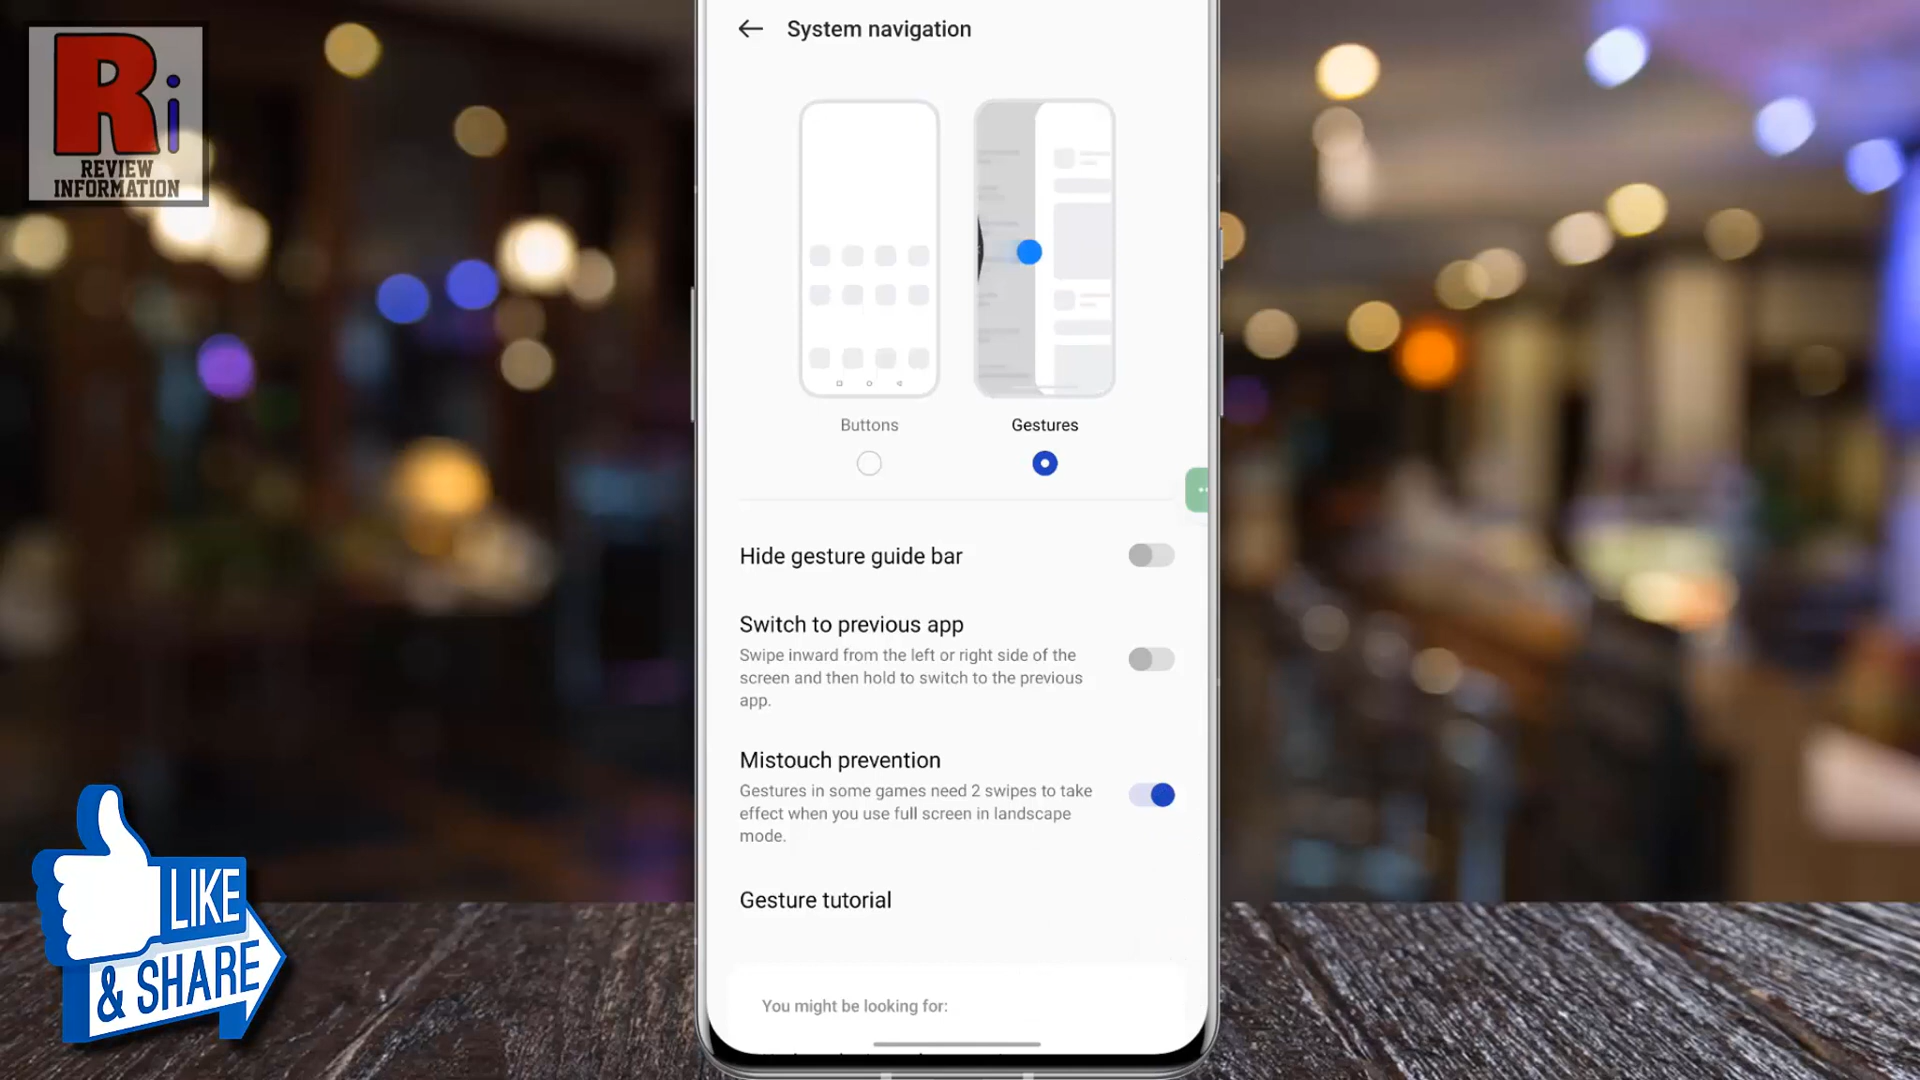 Ri
REVIEW
INFORMATION
System navigation
Buttons
Gestures
Hide gesture guide bar
Switch to previous app
Swipe inward from the left or right side of the
screen and then hold to switch to the previous
app.
Mistouch prevention
Gestures in some games need 2 swipes to take
effect when you use full screen in landscape
mode.
Gesture tutorial
You might be looking for:
LIKE
& SHARE